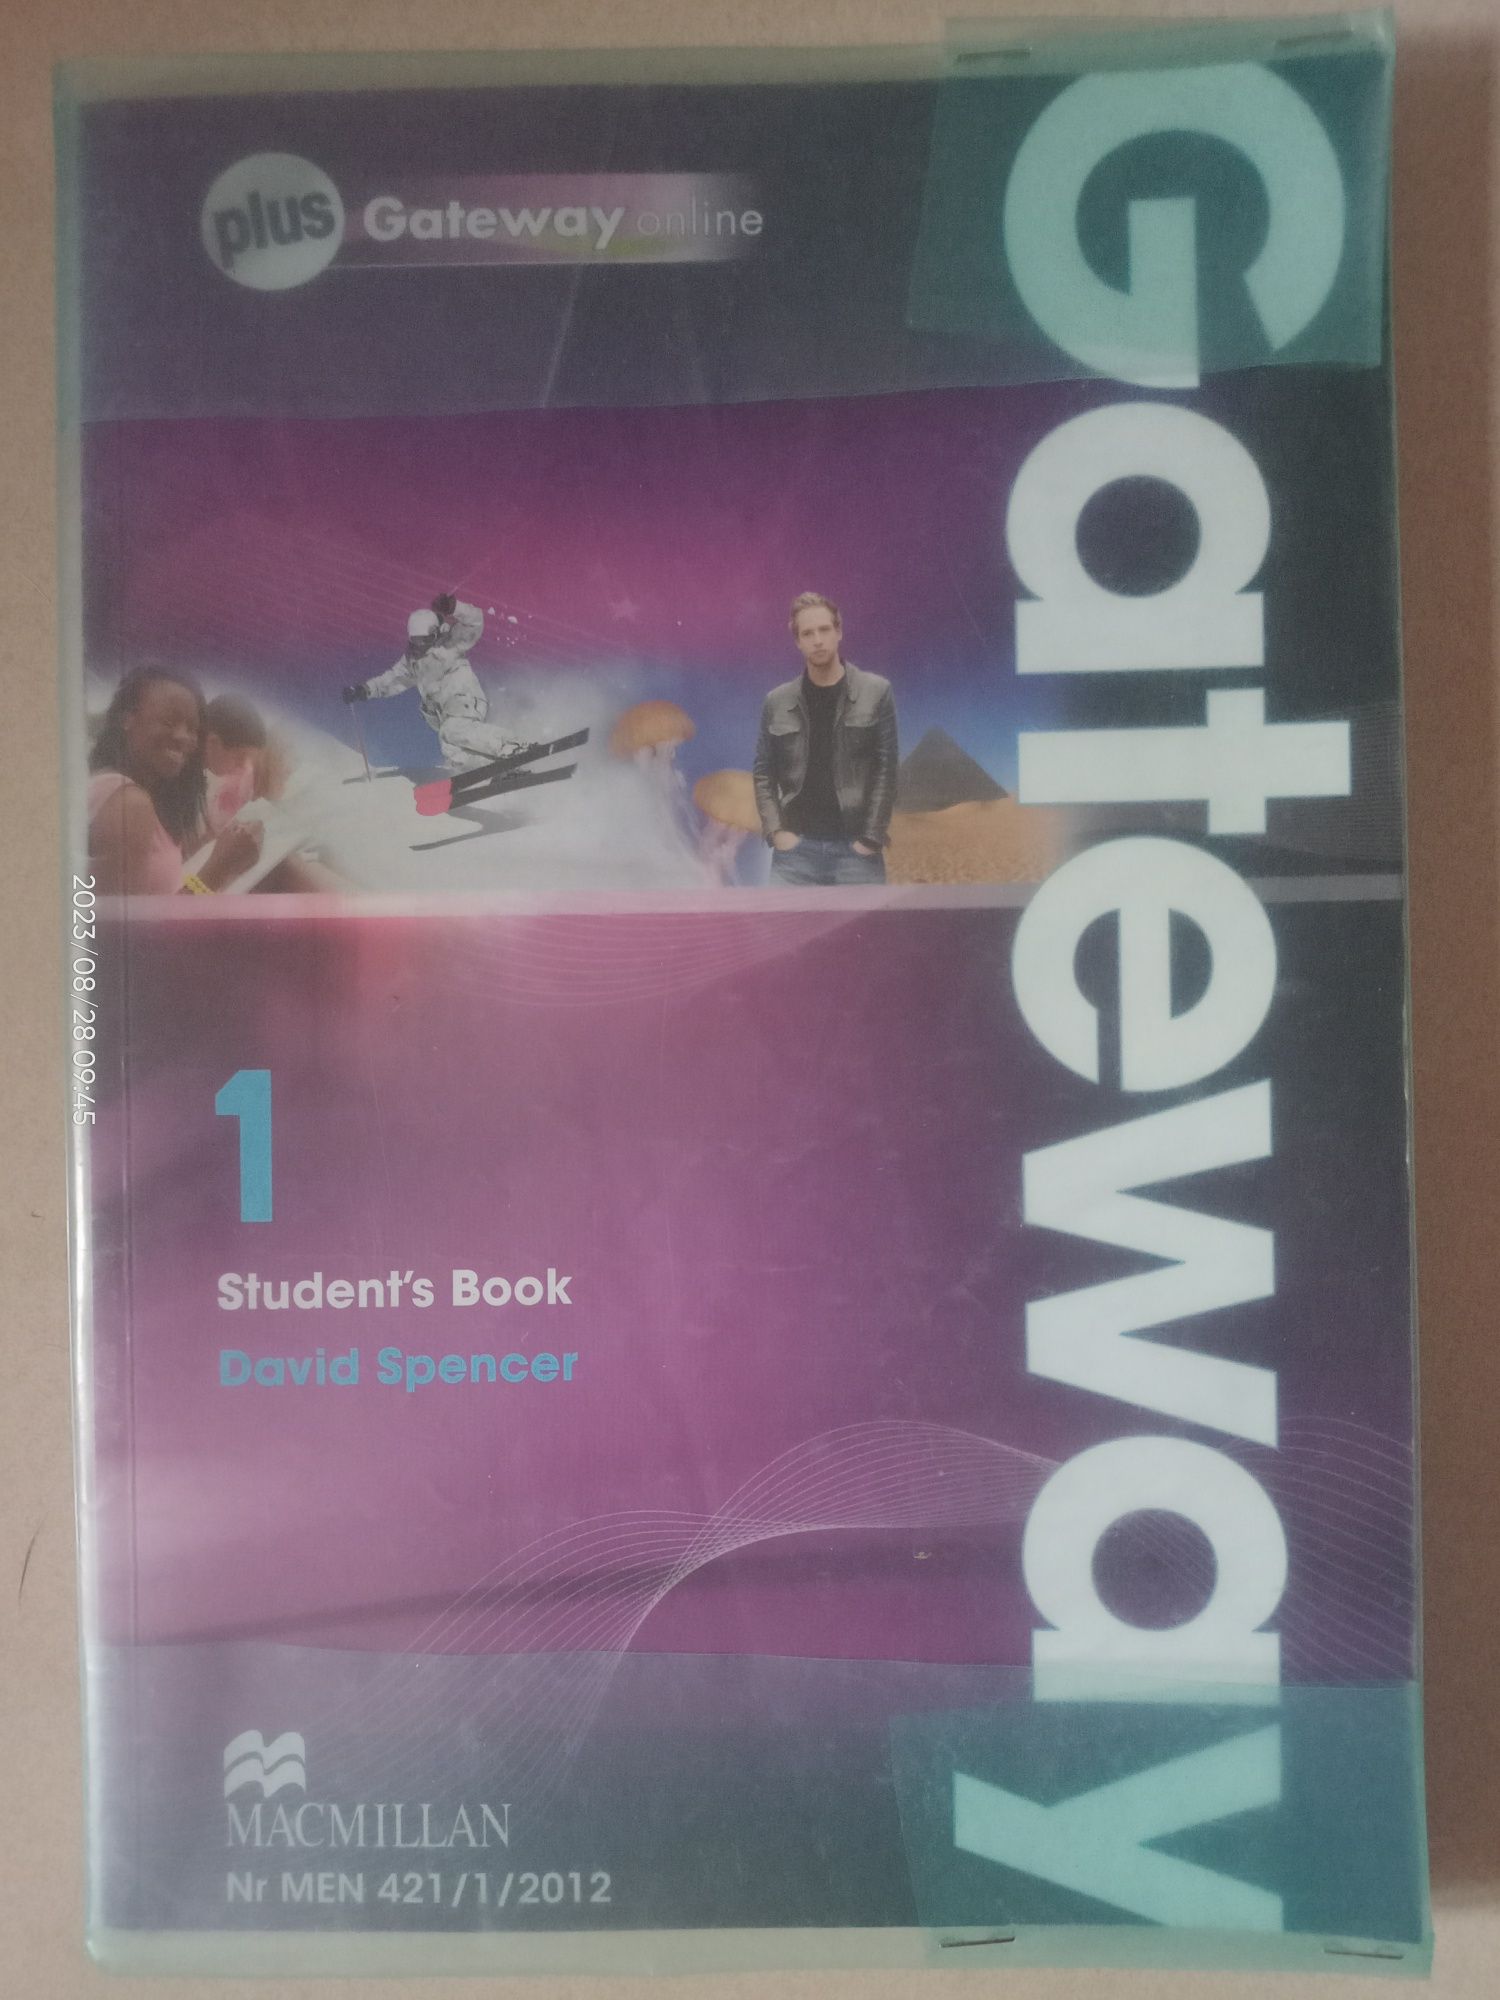 plus Gateway online
Gateway
1
Student's Book
David Spencer
MACMILLAN
Nr MEN 421/1/2012
2023/08/28 09:45